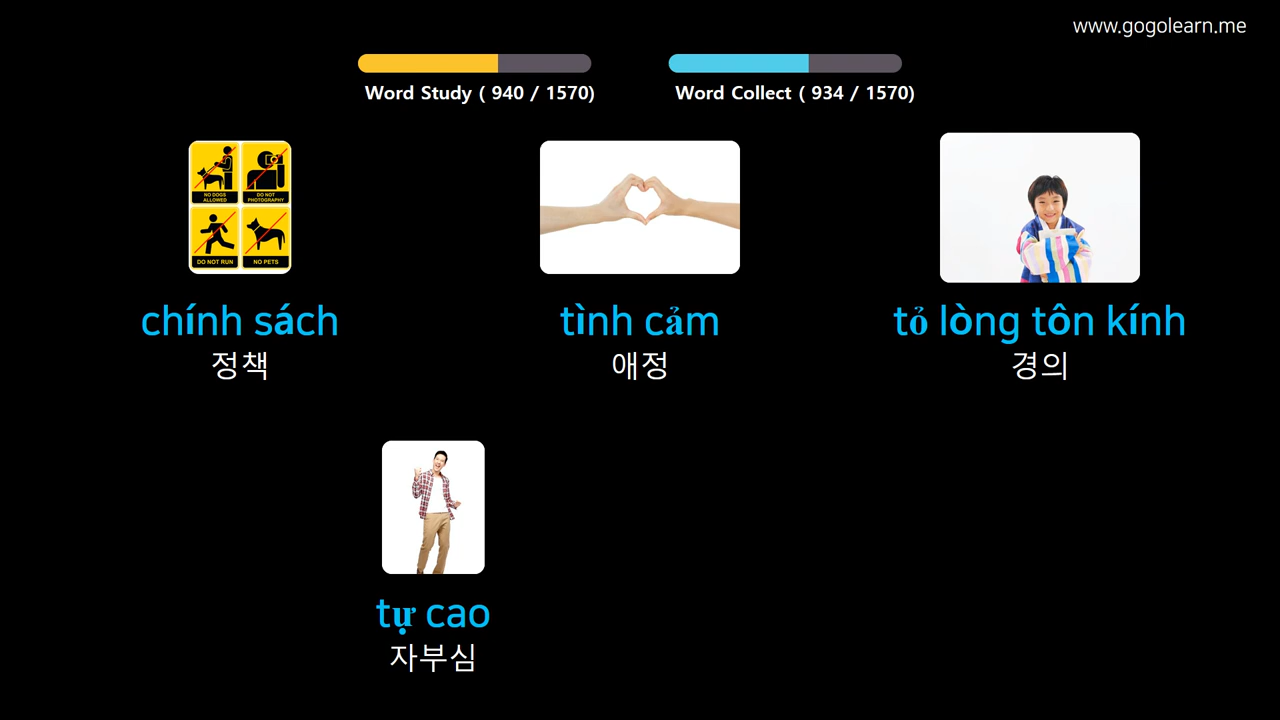 www.gogolearn.me
Word Study ( 940 / 1570)
Word Collect ( 934 / 1570)
NO DOGS
ALLOWED
DO NOT
PHOTOGRAPHY
DO NOT RUN
NO PETS
chính sách
정책
tình cảm
애정
tỏ lòng tôn kính
경의
tự cao
자부심